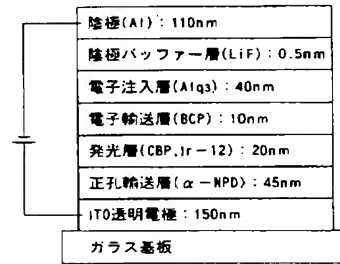 陰極(Al)：110nm
陰極バッファー層(LiF)：0.5nm
電子注入層(Alq3)：40nm
電子輸送層(BCP)：10nm
発光層(CBP,Ir-12)：20nm
正孔輸送層(α-NPD)：45nm
ITO透明電極：150nm
ガラス基板